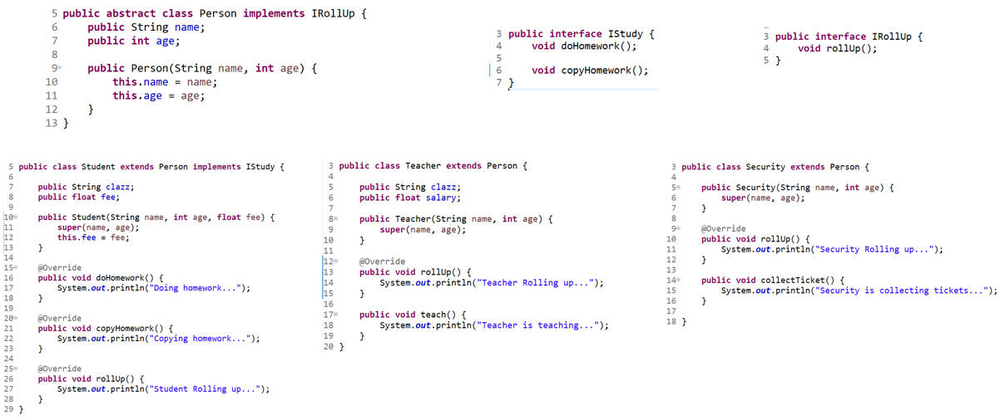 5 public abstract class Person implements IRollUp {
6     public String name;
7     public int age;
8
9     public Person(String name, int age) {
10         this.name = name;
11         this.age = age;
12     }
13 }
3 public interface IStudy {
4     void doHomework();
5
6     void copyHomework();
7 }
3 public interface IRollUp {
4     void rollUp();
5 }
5 public class Student extends Person implements IStudy {
6
7     public String clazz;
8     public float fee;
9
10     public Student(String name, int age, float fee) {
11         super(name, age);
12         this.fee = fee;
13     }
14
15     @Override
16     public void doHomework() {
17         System.out.println("Doing homework...");
18     }
19
20     @Override
21     public void copyHomework() {
22         System.out.println("Copying homework...");
23     }
24
25     @Override
26     public void rollUp() {
27         System.out.println("Student Rolling up...");
28     }
29 }
3 public class Teacher extends Person {
4
5     public String clazz;
6     public float salary;
7
8     public Teacher(String name, int age) {
9         super(name, age);
10     }
11
12     @Override
13     public void rollUp() {
14         System.out.println("Teacher Rolling up...");
15     }
16
17     public void teach() {
18         System.out.println("Teacher is teaching...");
19     }
20 }
3 public class Security extends Person {
4
5     public Security(String name, int age) {
6         super(name, age);
7     }
8
9     @Override
10     public void rollUp() {
11         System.out.println("Security Rolling up...");
12     }
13
14     public void collectTicket() {
15         System.out.println("Security is collecting tickets...");
16     }
17
18 }